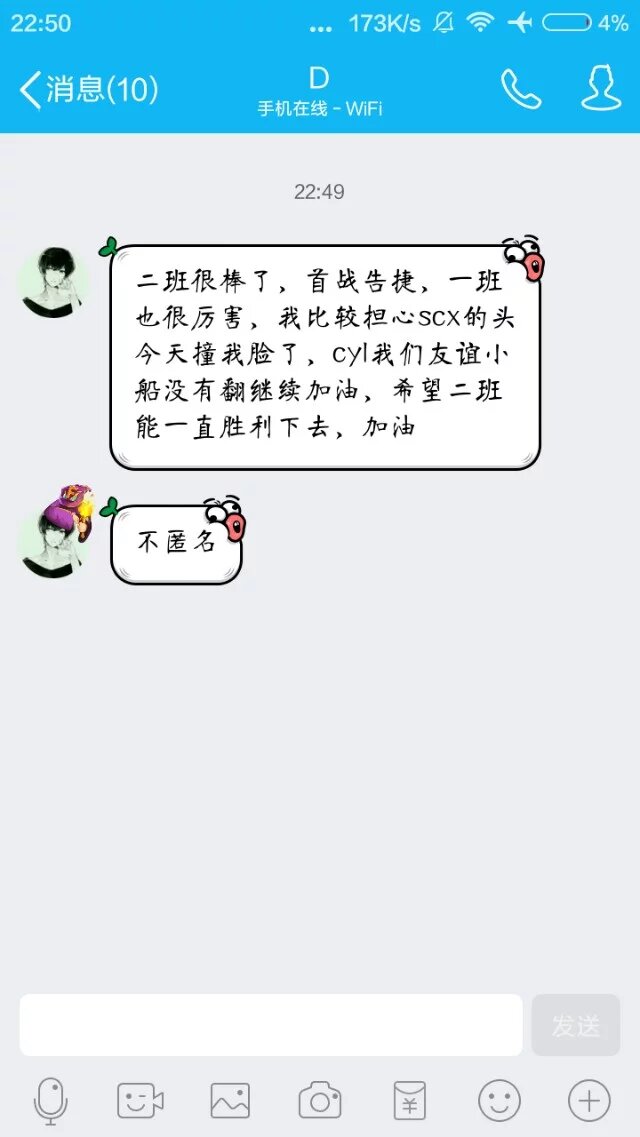 22:50 ... 173K/s 4%
消息(10) D
手机在线 - WiFi
22:49
二班很棒了，首战告捷，一班
也很厉害，我比较担心SCX的头
今天撞我脸了，cyl我们友谊小
船没有翻继续加油，希望二班
能一直胜利下去，加油
不匿名
发送